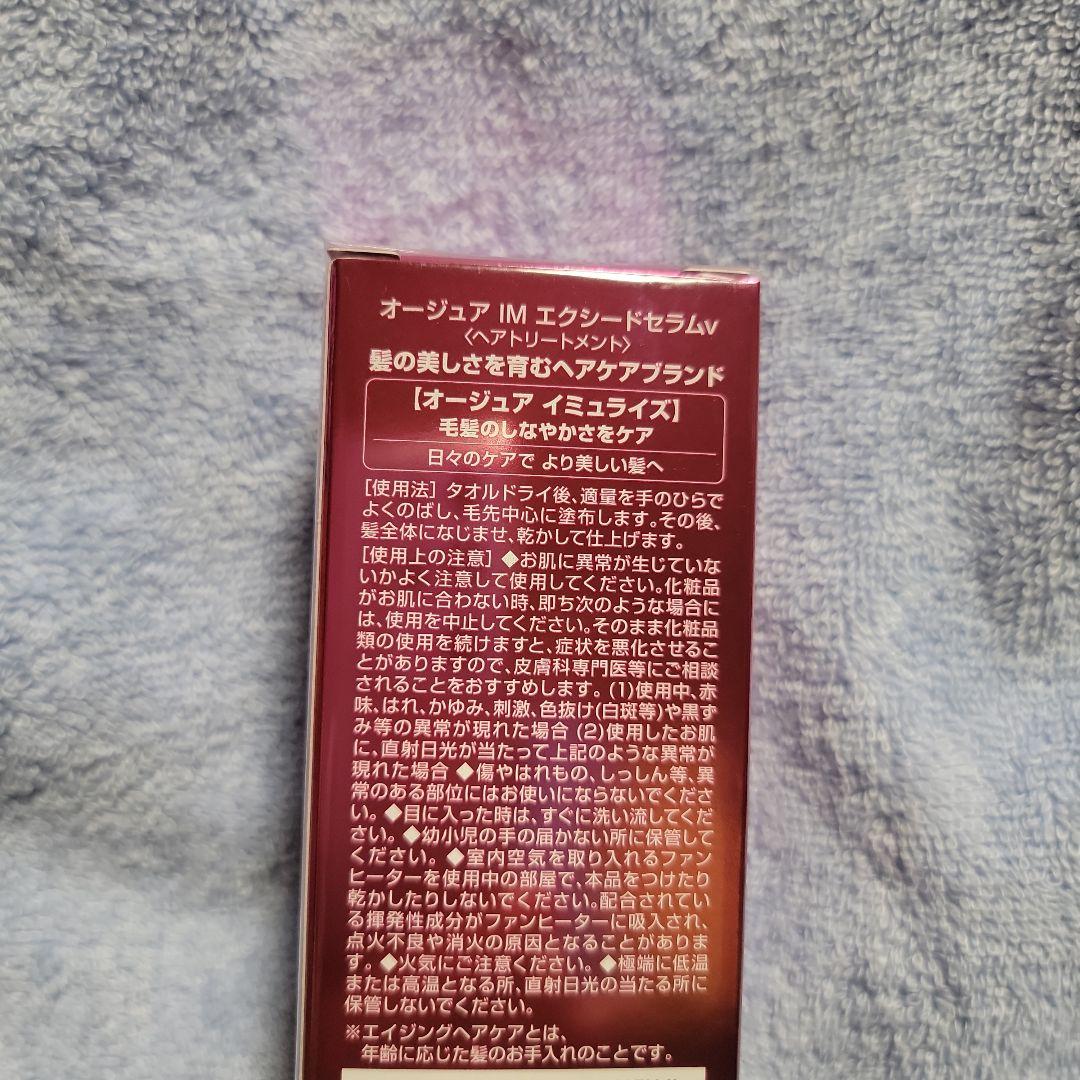 オージュア IM エクシードセラムv
〈ヘアトリートメント〉
髪の美しさを育むヘアケアブランド
【オージュア イミュライズ】
毛髪のしなやかさをケア
日々のケアで より美しい髪へ
［使用法］タオルドライ後、適量を手のひらで
よくのばし、毛先中心に塗布します。その後、
髪全体になじませ、乾かして仕上げます。
［使用上の注意］◆お肌に異常が生じていな
いかよく注意して使用してください。化粧品
がお肌に合わない時、即ち次のような場合に
は、使用を中止してください。そのまま化粧品
類の使用を続けますと、症状を悪化させるこ
とがありますので、皮膚科専門医等にご相談
されることをおすすめします。(1)使用中、赤
味、はれ、かゆみ、刺激、色抜け(白斑等)や黒ず
み等の異常が現れた場合 (2)使用したお肌
に、直射日光が当たって上記のような異常が
現れた場合 ◆傷やはれもの、しっしん等、異
常のある部位にはお使いにならないでくださ
い。◆目に入った時は、すぐに洗い流してくだ
さい。◆幼小児の手の届かない所に保管して
ください。◆室内空気を取り入れるファン
ヒーターを使用中の部屋で、本品をつけたり
乾かしたりしないでください。配合されてい
る揮発性成分がファンヒーターに吸入され、
点火不良や消火の原因となることがありま
す。◆火気にご注意ください。◆極端に低温
または高温となる所、直射日光の当たる所に
保管しないでください。
※エイジングヘアケアとは、
年齢に応じた髪のお手入れのことです。